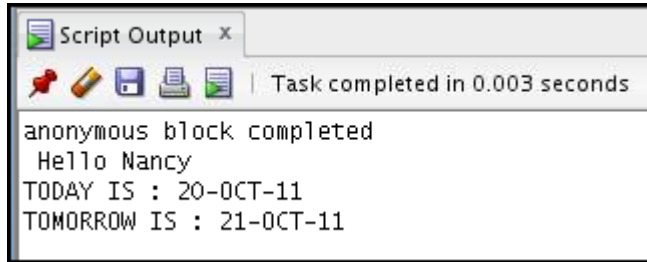 Script Output x
Task completed in 0.003 seconds
anonymous block completed
Hello Nancy
TODAY IS : 20-OCT-11
TOMORROW IS : 21-OCT-11